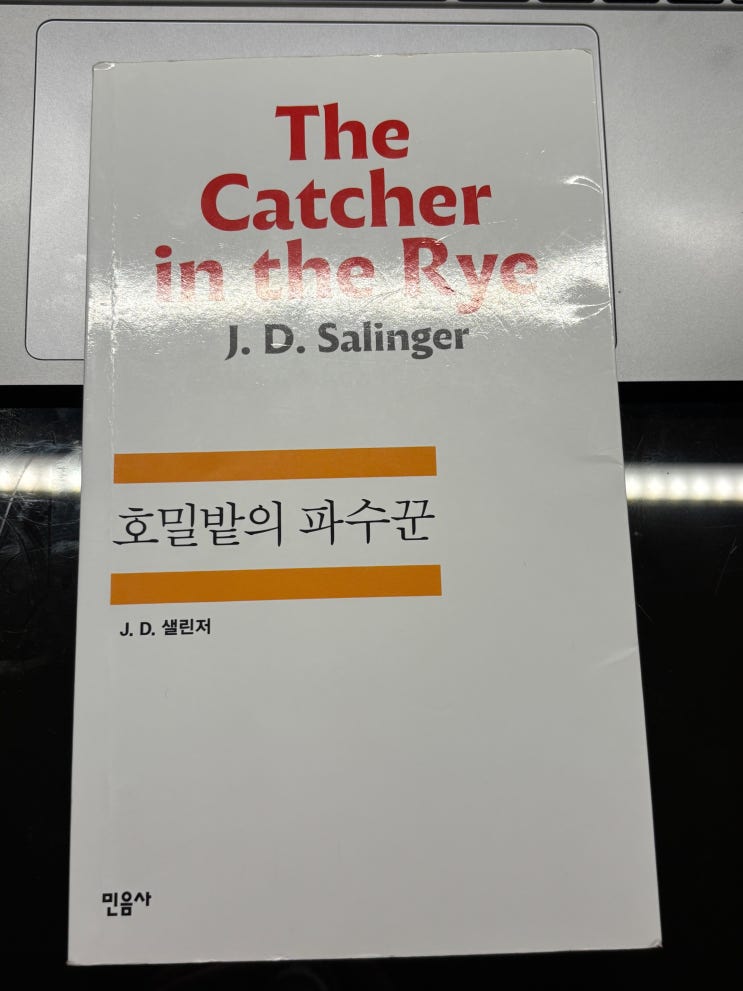 The
Catcher
in the Rye
J. D. Salinger
호밀밭의 파수꾼
J. D. 샐린저
민음사